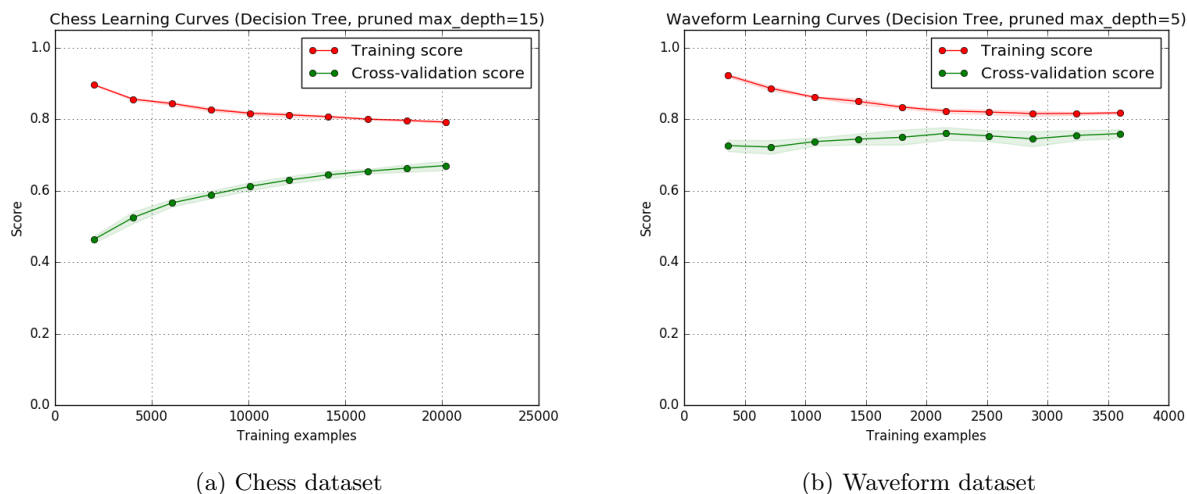 Chess Learning Curves (Decision Tree, pruned max_depth=15)
1.0
0.8
0.6
0.4
0.2
0.0
Score
Training score
Cross-validation score
0 5000 10000 15000 20000 25000
Training examples
(a) Chess dataset
Waveform Learning Curves (Decision Tree, pruned max_depth=5)
1.0
0.8
0.6
0.4
0.2
0.0
Score
Training score
Cross-validation score
0 500 1000 1500 2000 2500 3000 3500 4000
Training examples
(b) Waveform dataset